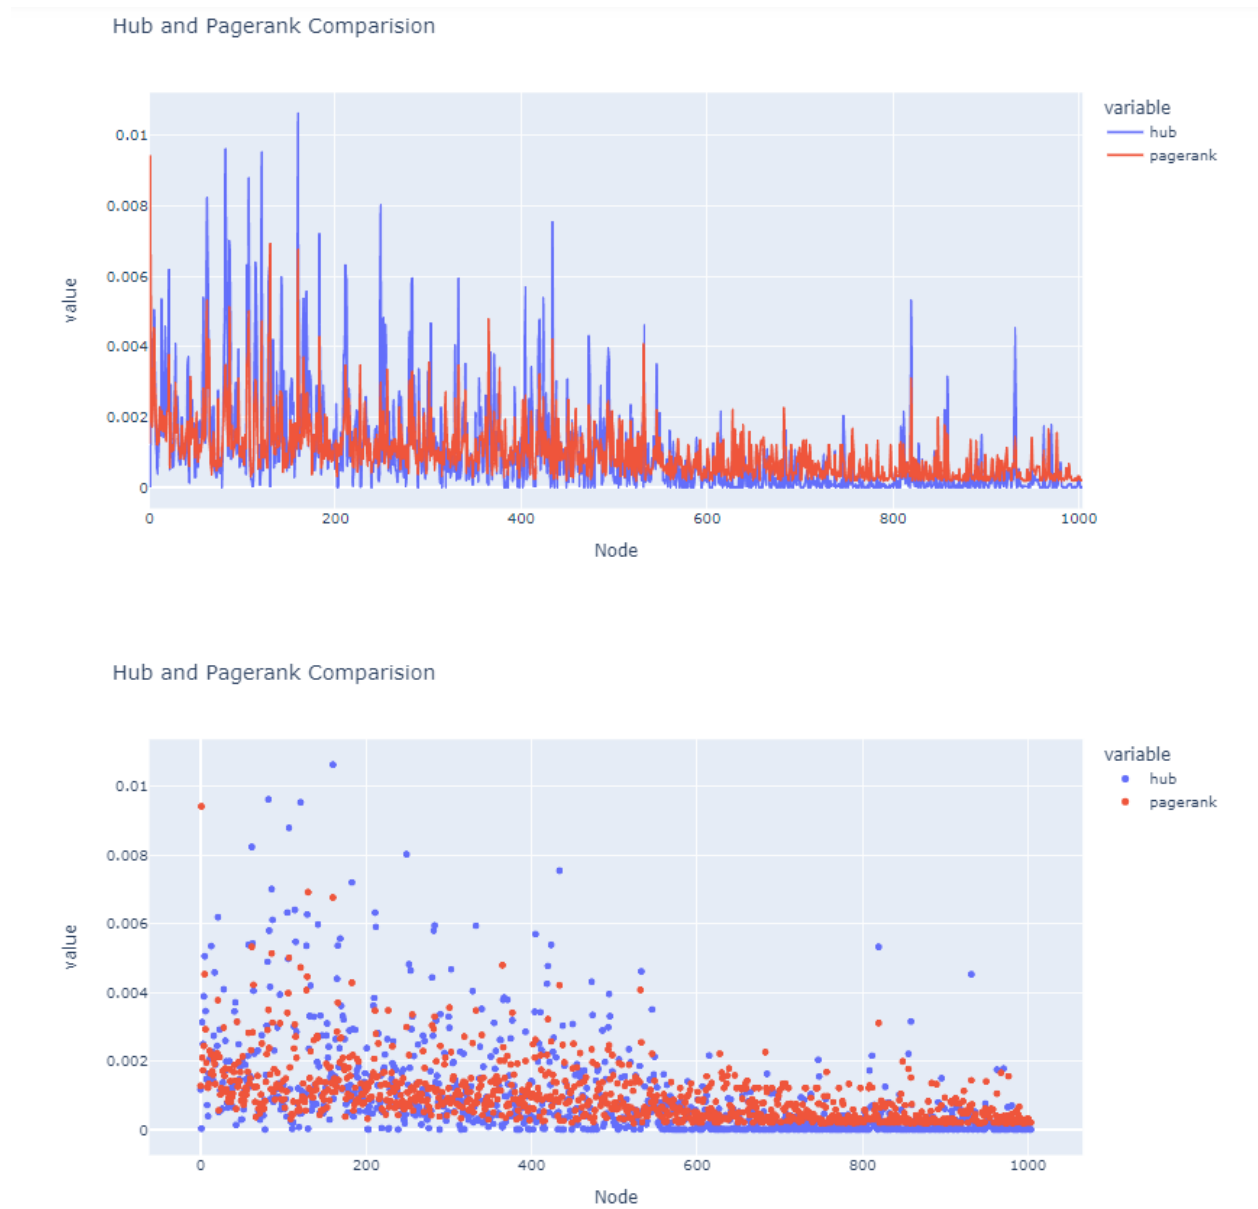 Hub and Pagerank Comparision
variable
hub
pagerank
value
0.01
0.008
0.006
0.004
0.002
0
0 200 400 600 800 1000
Node
Hub and Pagerank Comparision
variable
hub
pagerank
value
0.01
0.008
0.006
0.004
0.002
0
0 200 400 600 800 1000
Node